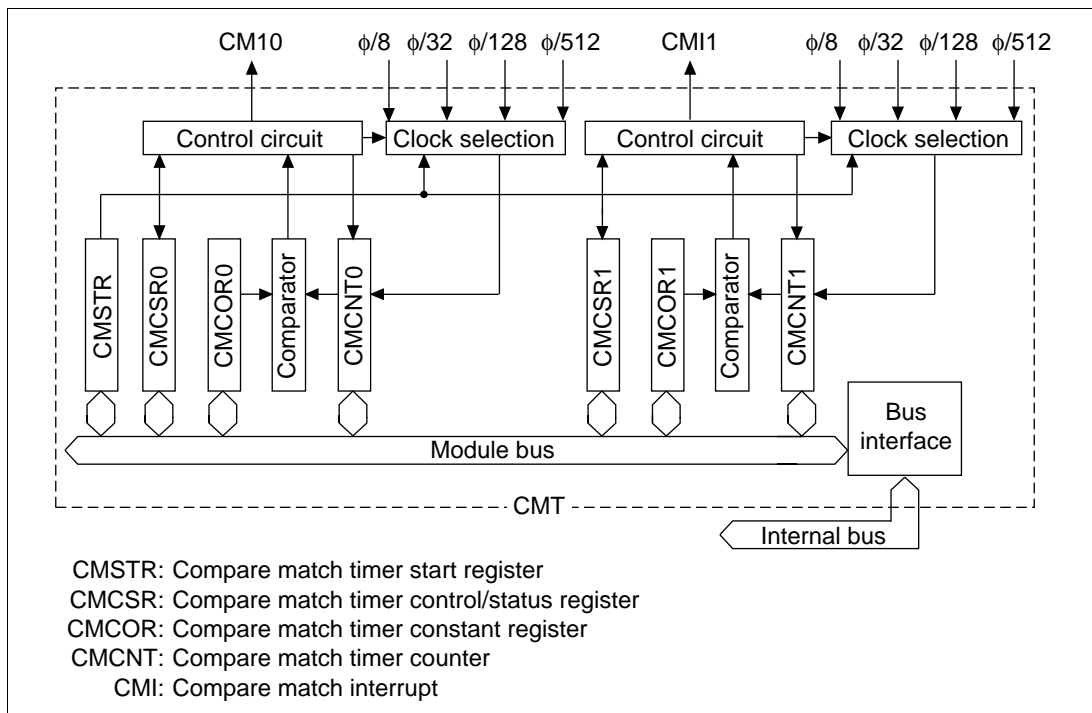 CM10 ϕ/8 ϕ/32 ϕ/128 ϕ/512 CMI1 ϕ/8 ϕ/32 ϕ/128 ϕ/512
Control circuit Clock selection Control circuit Clock selection
CMSTR
CMCSR0
CMCOR0
Comparator
CMCNT0
CMCSR1
CMCOR1
Comparator
CMCNT1
Bus
interface
Module bus
CMT
Internal bus
CMSTR: Compare match timer start register
CMCSR: Compare match timer control/status register
CMCOR: Compare match timer constant register
CMCNT: Compare match timer counter
CMI: Compare match interrupt